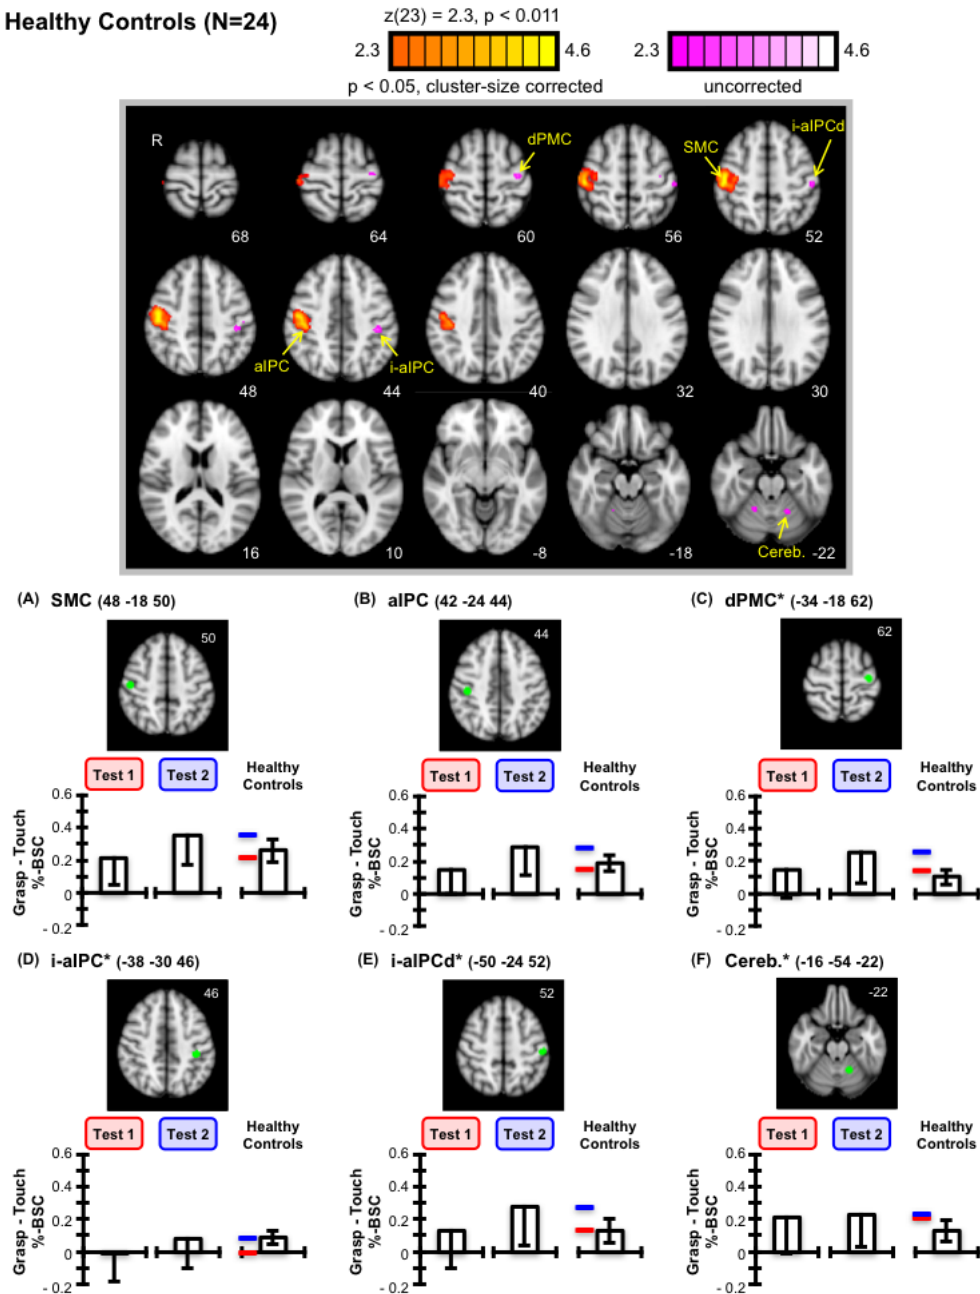 Healthy Controls (N=24)
z(23) = 2.3, p < 0.011
2.3 4.6 2.3 4.6
p < 0.05, cluster-size corrected uncorrected
R dPMC SMC i-aIPCd
68 64 60 56 52
aIPC i-aIPC
48 44 40 32 30
Cereb.
16 10 -8 -18 -22
(A) SMC (48 -18 50) (B) aIPC (42 -24 44) (C) dPMC* (-34 -18 62)
50 44 62
Test 1 Test 2 Healthy Controls Test 1 Test 2 Healthy Controls Test 1 Test 2 Healthy Controls
Grasp - Touch %-BSC Grasp - Touch %-BSC Grasp - Touch %-BSC
0.6 0.6 0.6
0.4 0.4 0.4
0.2 0.2 0.2
0 0 0
- 0.2 - 0.2 - 0.2
(D) i-aIPC* (-38 -30 46) (E) i-aIPCd* (-50 -24 52) (F) Cereb.* (-16 -54 -22)
46 52 -22
Test 1 Test 2 Healthy Controls Test 1 Test 2 Healthy Controls Test 1 Test 2 Healthy Controls
Grasp - Touch %-BSC Grasp - Touch %-BSC Grasp - Touch %-BSC
0.6 0.6 0.6
0.4 0.4 0.4
0.2 0.2 0.2
0 0 0
- 0.2 - 0.2 - 0.2